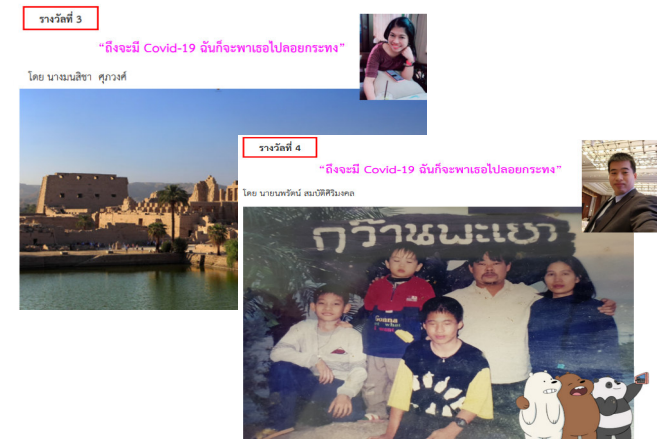 รางวัลที่ 3
“ถึงจะมี Covid-19 ฉันก็จะพาเธอไปลอยกระทง”
โดย นางมนสิชา ศุภวงศ์
รางวัลที่ 4
“ถึงจะมี Covid-19 ฉันก็จะพาเธอไปลอยกระทง”
โดย นายนพรัตน์ สมบัติศิริมงคล
กว๊านพะเยา